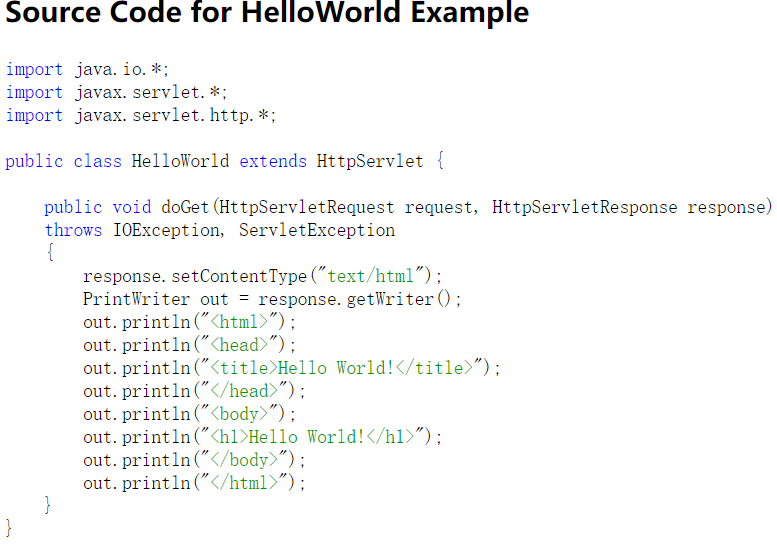 Source Code for HelloWorld Example
import java.io.*;
import javax.servlet.*;
import javax.servlet.http.*;
public class HelloWorld extends HttpServlet {
public void doGet(HttpServletRequest request, HttpServletResponse response)
throws IOException, ServletException
{
response.setContentType("text/html");
PrintWriter out = response.getWriter();
out.println("<html>");
out.println("<head>");
out.println("<title>Hello World!</title>");
out.println("</head>");
out.println("<body>");
out.println("<h1>Hello World!</h1>");
out.println("</body>");
out.println("</html>");
}
}